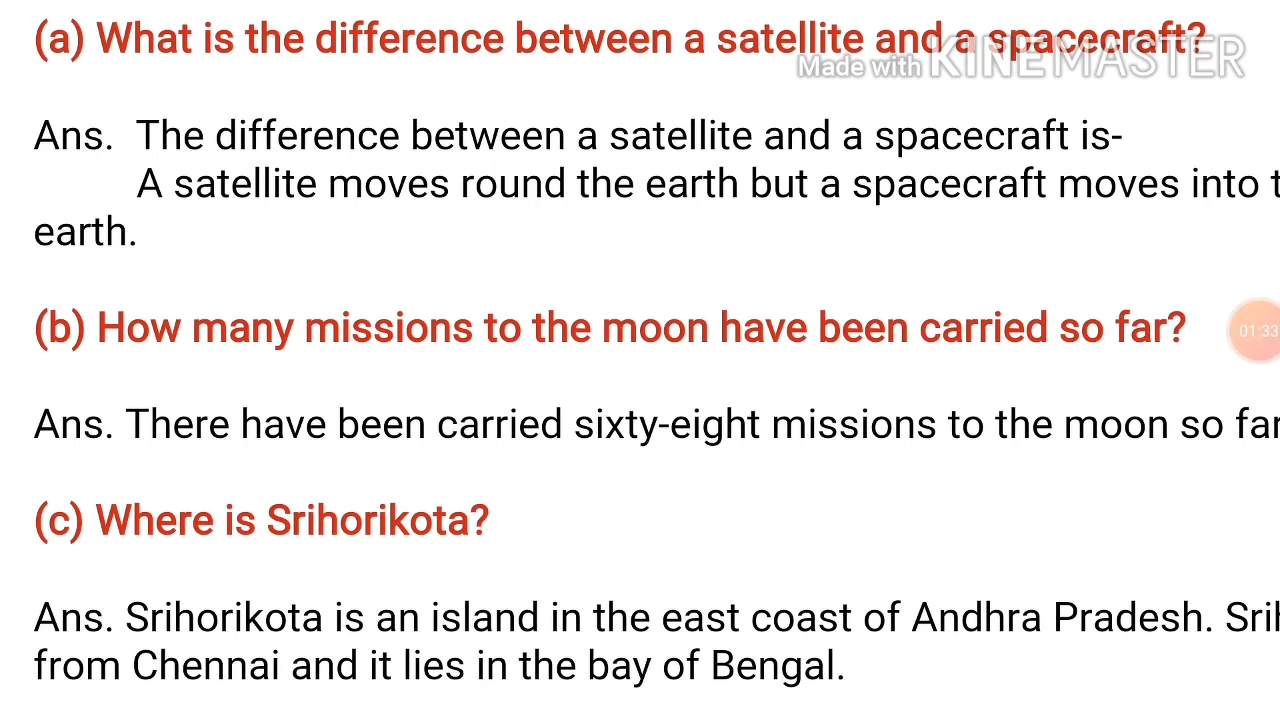 (a) What is the difference between a satellite and a spacecraft?
Made with KINEMASTER
Ans. The difference between a satellite and a spacecraft is-
A satellite moves round the earth but a spacecraft moves into
earth.
(b) How many missions to the moon have been carried so far?
01:33
Ans. There have been carried sixty-eight missions to the moon so far
(c) Where is Srihorikota?
Ans. Srihorikota is an island in the east coast of Andhra Pradesh.
from Chennai and it lies in the bay of Bengal.